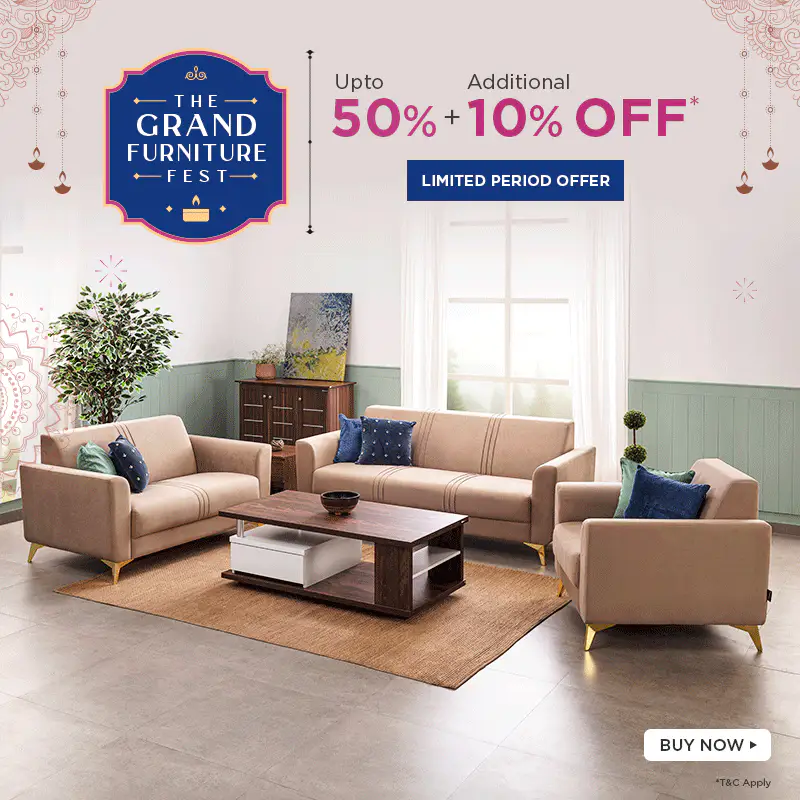 THE
GRAND
FURNITURE
FEST
Upto Additional
50% + 10% OFF*
LIMITED PERIOD OFFER
BUY NOW
*T&C Apply